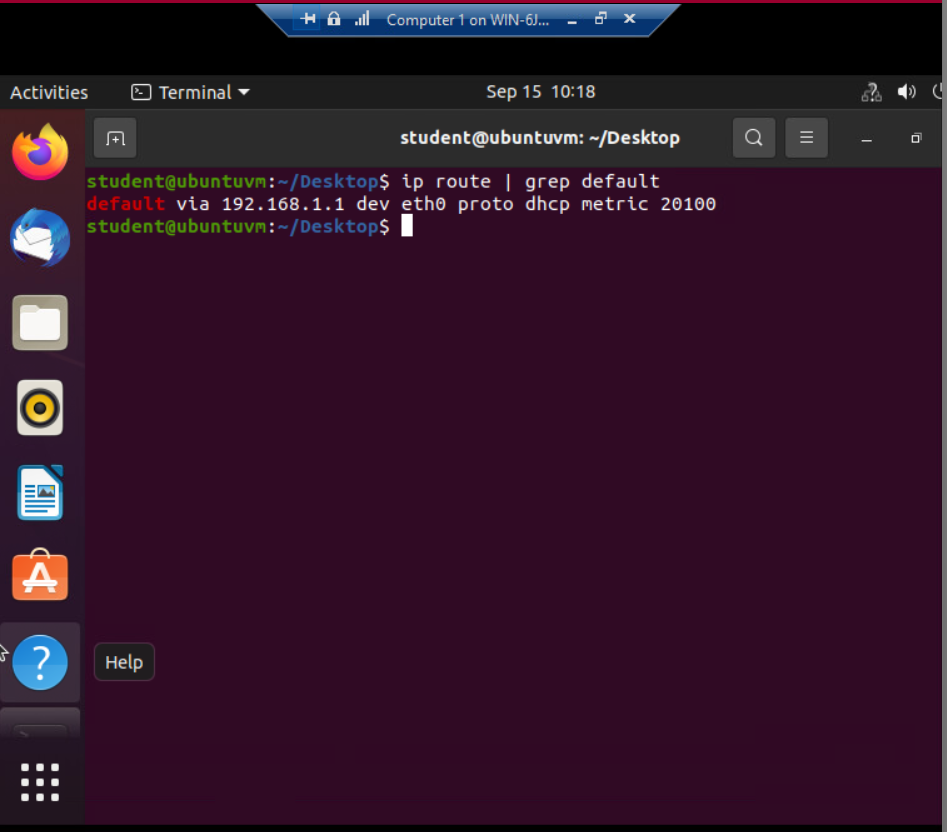 Computer 1 on WIN-6J...
Activities Terminal Sep 15 10:18
student@ubuntuvm: ~/Desktop
student@ubuntuvm:~/Desktop$ ip route | grep default
default via 192.168.1.1 dev eth0 proto dhcp metric 20100
student@ubuntuvm:~/Desktop$
Help